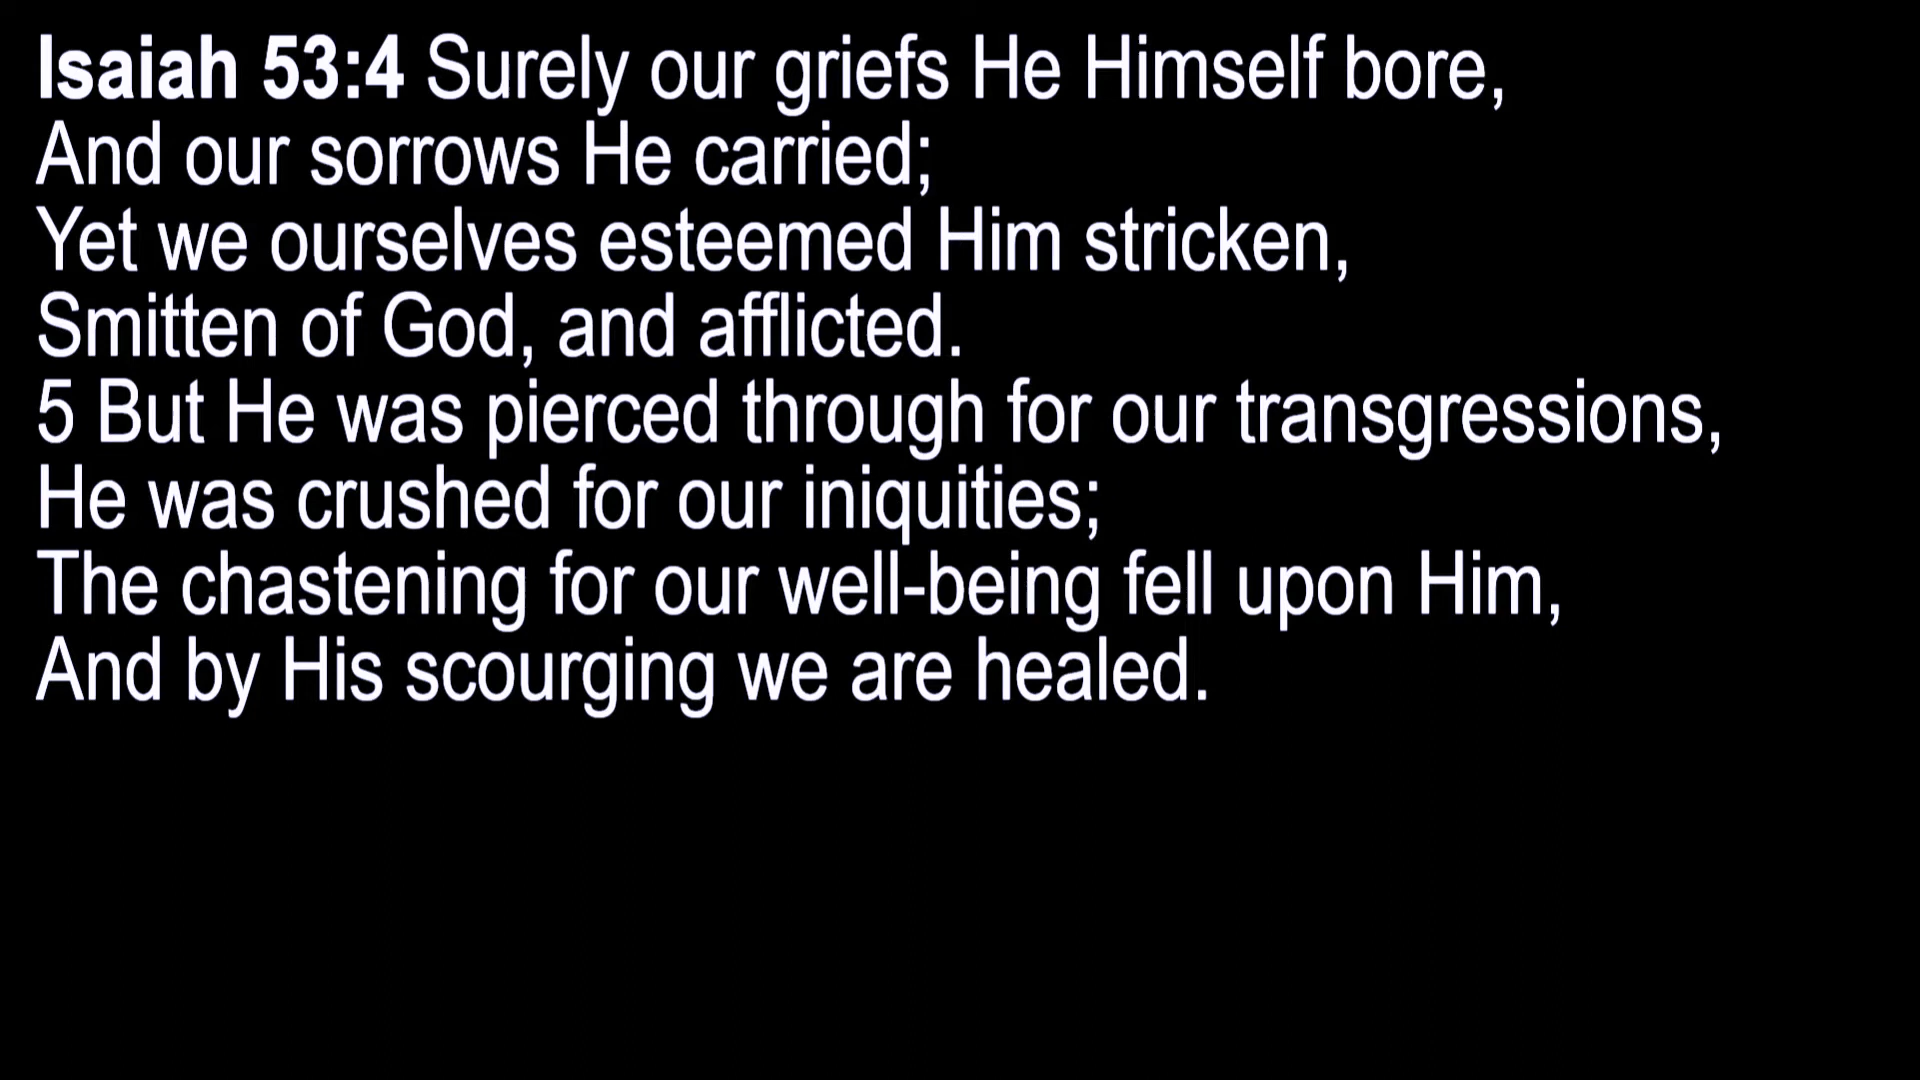 Isaiah 53:4 Surely our griefs He Himself bore,
And our sorrows He carried;
Yet we ourselves esteemed Him stricken,
Smitten of God, and afflicted.
5 But He was pierced through for our transgressions,
He was crushed for our iniquities;
The chastening for our well-being fell upon Him,
And by His scourging we are healed.